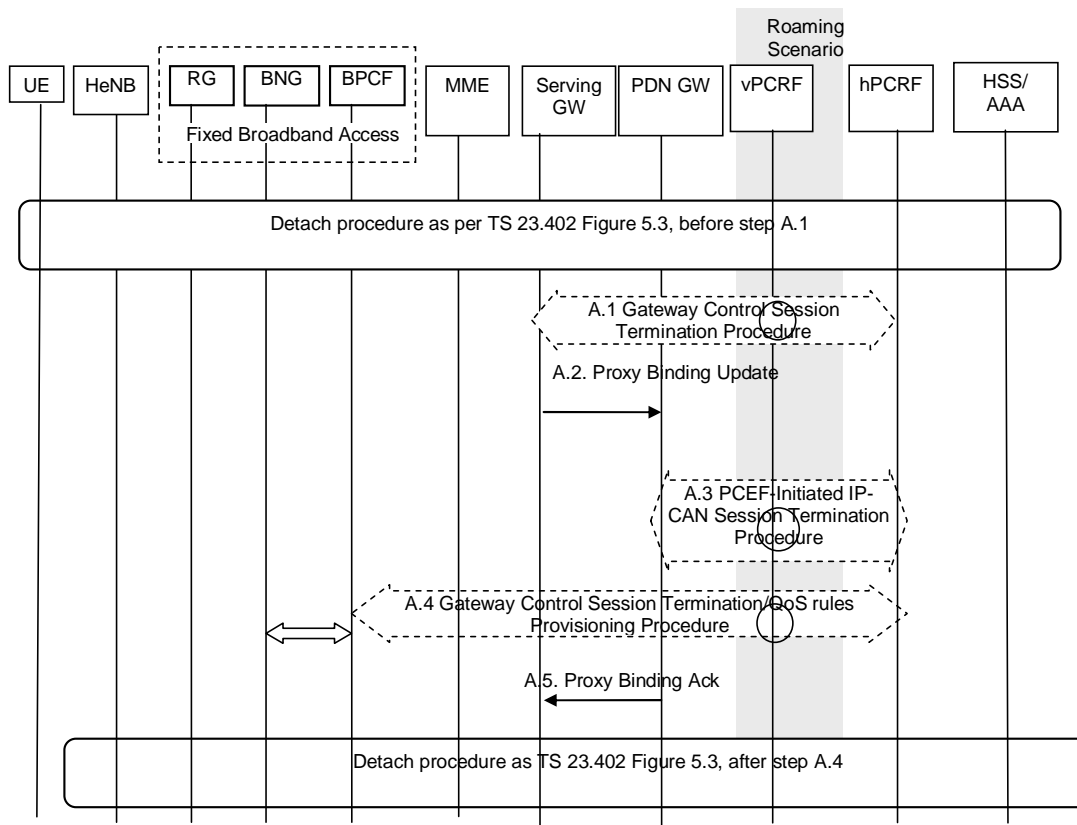 Roaming
Scenario
UE
HeNB
RG
BNG
BPCF
MME
Serving
GW
PDN GW
vPCRF
hPCRF
HSS/
AAA
Fixed Broadband Access
Detach procedure as per TS 23.402 Figure 5.3, before step A.1
A.1 Gateway Control Session
Termination Procedure
A.2. Proxy Binding Update
A.3 PCEF-Initiated IP-
CAN Session Termination
Procedure
A.4 Gateway Control Session Termination/QoS rules
Provisioning Procedure
A.5. Proxy Binding Ack
Detach procedure as TS 23.402 Figure 5.3, after step A.4